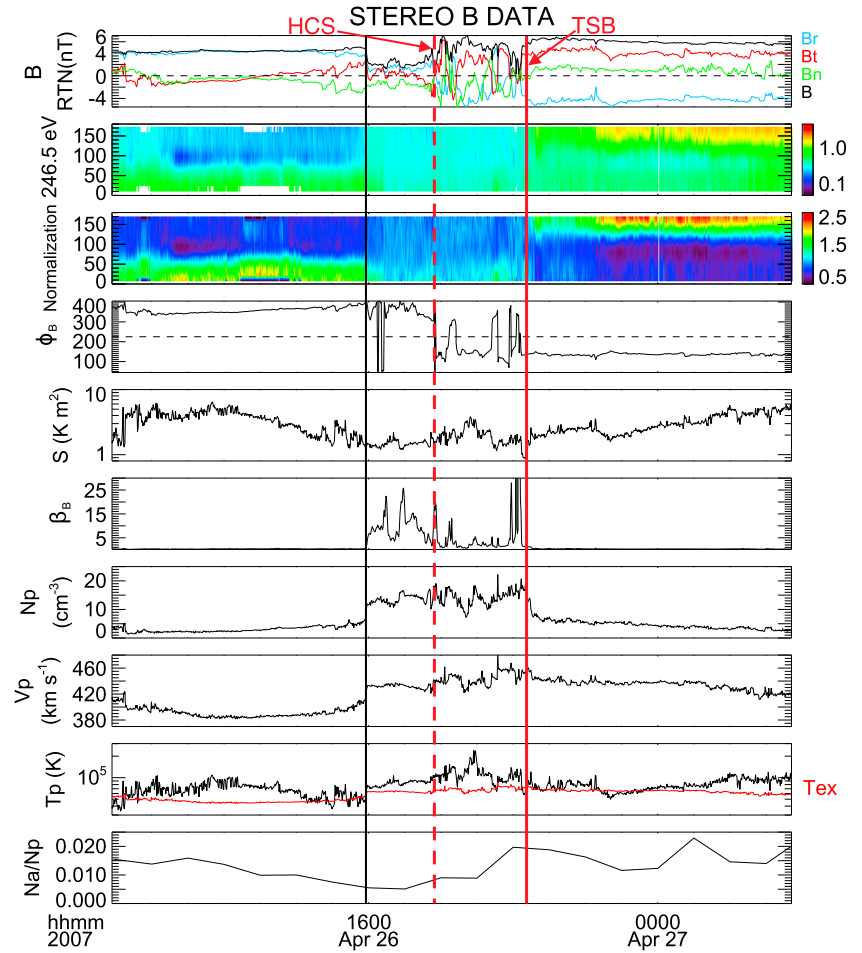 STEREO B DATA
HCS
TSB
B
RTN(nT)
6
4
2
0
-4
Br
Bt
Bn
B
Normalization 246.5 eV
150
100
50
0
1.0
0.1
150
100
50
0
2.5
1.5
0.5
ϕB
400
300
200
100
S (K m²)
10
1
βB
25
15
5
Np
(cm⁻³)
20
10
0
Vp
(km s⁻¹)
460
420
380
Tp (K)
10⁵
Tex
Na/Np
0.020
0.010
0.000
hhmm
2007
1600
Apr 26
0000
Apr 27